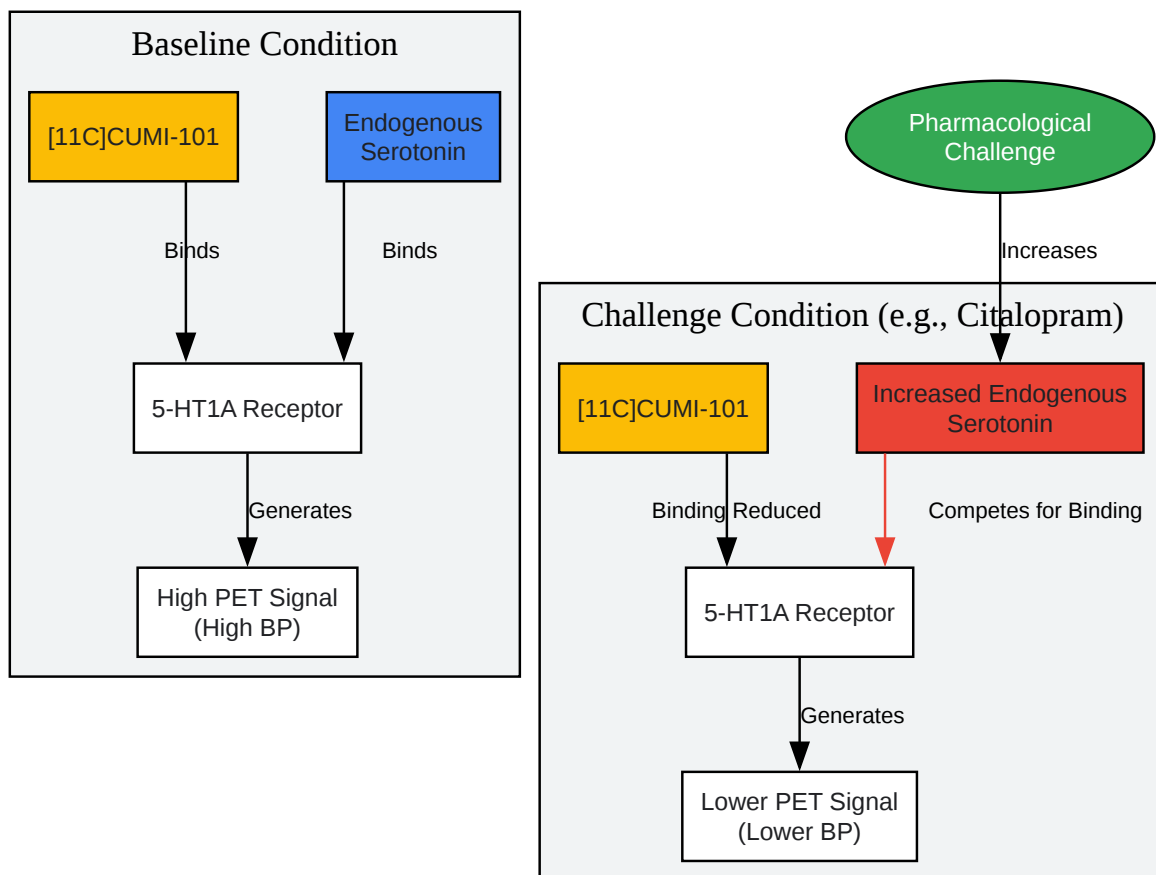 Baseline Condition
[11C]CUMI-101
Endogenous
Serotonin
Binds
Binds
5-HT1A Receptor
Generates
High PET Signal
(High BP)
Pharmacological
Challenge
Increases
Challenge Condition (e.g., Citalopram)
[11C]CUMI-101
Increased Endogenous
Serotonin
Binding Reduced
Competes for Binding
5-HT1A Receptor
Generates
Lower PET Signal
(Lower BP)